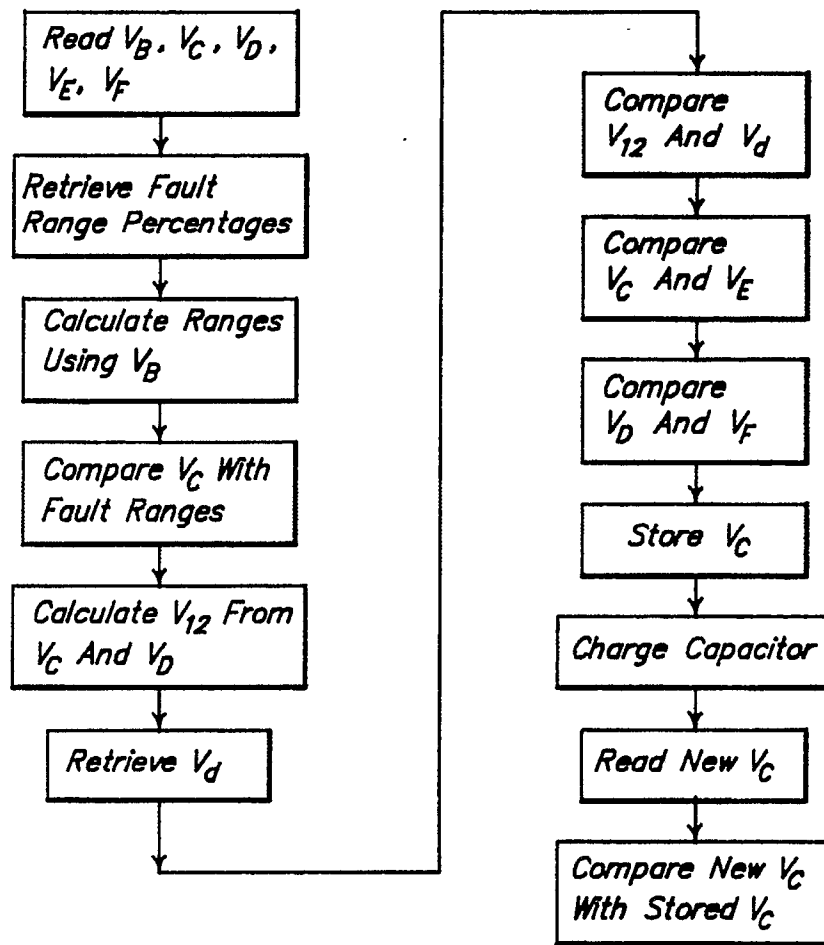 Read V_B, V_C, V_D,
V_E, V_F
Retrieve Fault
Range Percentages
Calculate Ranges
Using V_B
Compare V_C With
Fault Ranges
Calculate V_12 From
V_C And V_D
Retrieve V_d
Compare
V_12 And V_d
Compare
V_C And V_E
Compare
V_D And V_F
Store V_C
Charge Capacitor
Read New V_C
Compare New V_C
With Stored V_C